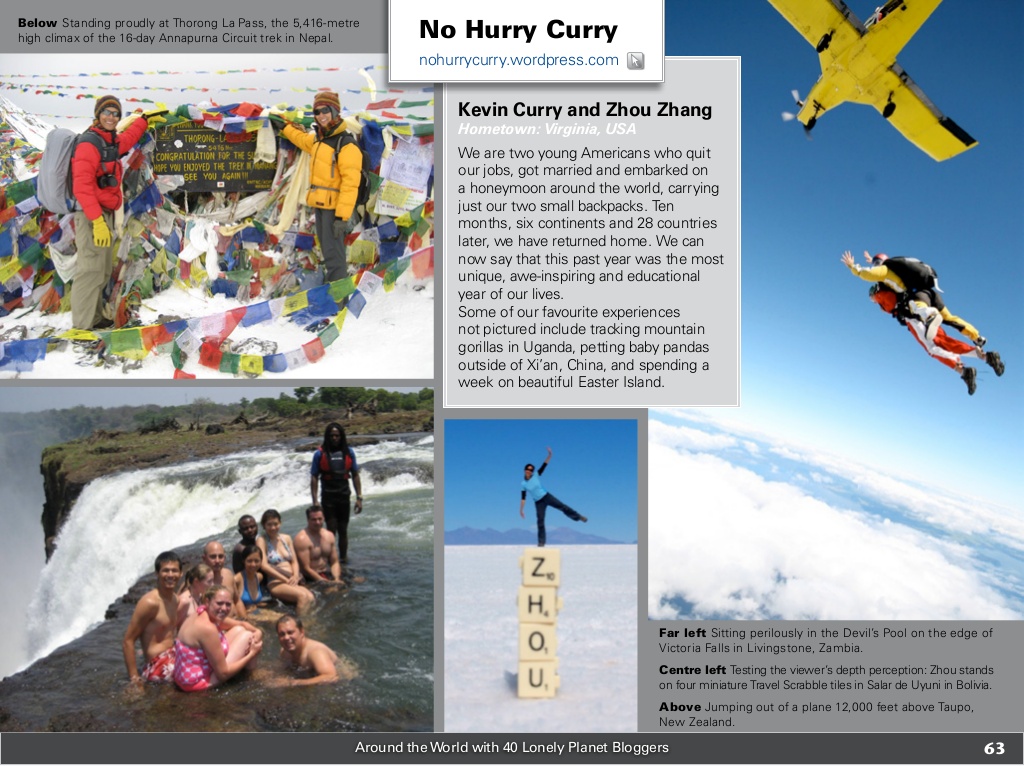 Below Standing proudly at Thorong La Pass, the 5,416-metre
high climax of the 16-day Annapurna Circuit trek in Nepal.
No Hurry Curry
nohurrycurry.wordpress.com
THORONG-LA
CONGRATULATION FOR THE SU
HOPE YOU ENJOYED THE TREK IN MANANG
SEE YOU AGAIN!!!
Kevin Curry and Zhou Zhang
Hometown: Virginia, USA
We are two young Americans who quit
our jobs, got married and embarked on
a honeymoon around the world, carrying
just our two small backpacks. Ten
months, six continents and 28 countries
later, we have returned home. We can
now say that this past year was the most
unique, awe-inspiring and educational
year of our lives.
Some of our favourite experiences
not pictured include tracking mountain
gorillas in Uganda, petting baby pandas
outside of Xi’an, China, and spending a
week on beautiful Easter Island.
Z10
H4
O1
U1
Far left Sitting perilously in the Devil’s Pool on the edge of
Victoria Falls in Livingstone, Zambia.
Centre left Testing the viewer’s depth perception: Zhou stands
on four miniature Travel Scrabble tiles in Salar de Uyuni in Bolivia.
Above Jumping out of a plane 12,000 feet above Taupo,
New Zealand.
Around the World with 40 Lonely Planet Bloggers
63